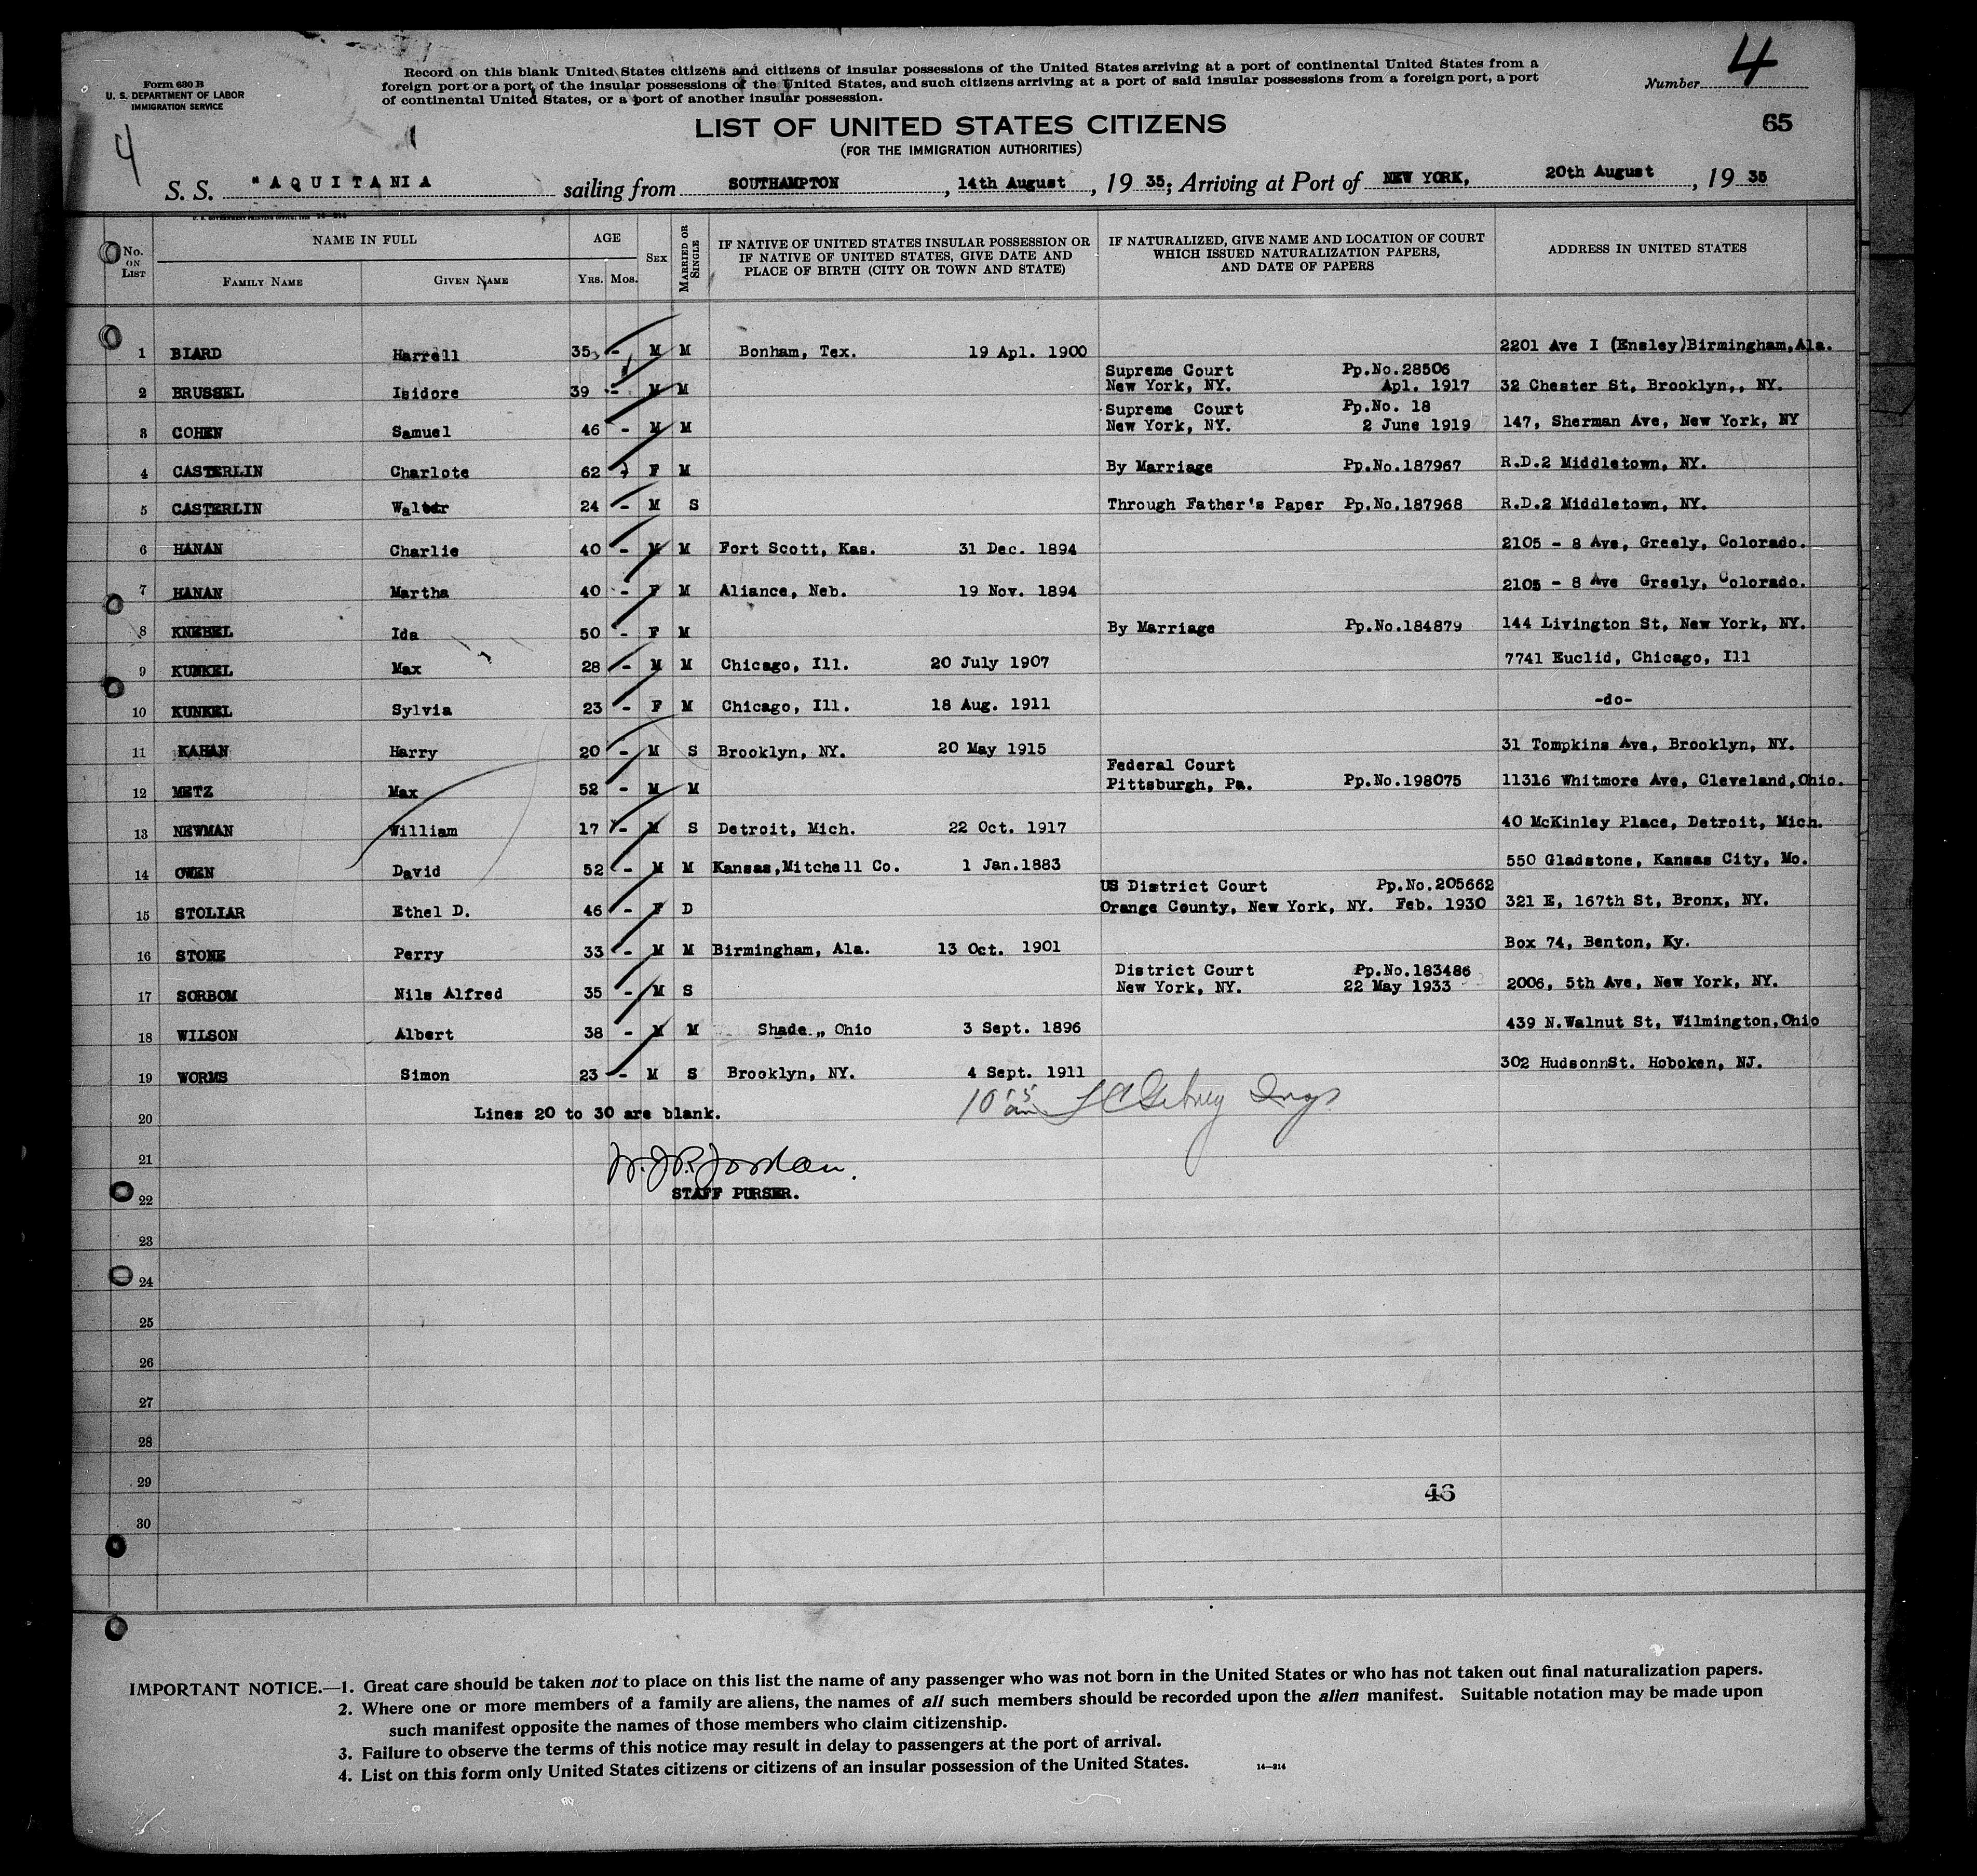 Form 630 B
U. S. DEPARTMENT OF LABOR
IMMIGRATION SERVICE
Record on this blank United States citizens and citizens of insular possessions of the United States arriving at a port of continental United States from a
foreign port or a port of the insular possessions of the United States, and such citizens arriving at a port of said insular possessions from a foreign port, a port
of continental United States, or a port of another insular possession.
Number 4
65
4
LIST OF UNITED STATES CITIZENS
(FOR THE IMMIGRATION AUTHORITIES)
S. S. "AQUITANIA sailing from SOUTHAMPTON, 14th August, 19 35; Arriving at Port of NEW YORK, 20th August, 19 35
No. ON LIST
NAME IN FULL
FAMILY NAME
GIVEN NAME
AGE
YRS. MOS.
SEX
MARRIED OR SINGLE
IF NATIVE OF UNITED STATES INSULAR POSSESSION OR
IF NATIVE OF UNITED STATES, GIVE DATE AND
PLACE OF BIRTH (CITY OR TOWN AND STATE)
IF NATURALIZED, GIVE NAME AND LOCATION OF COURT
WHICH ISSUED NATURALIZATION PAPERS,
AND DATE OF PAPERS
ADDRESS IN UNITED STATES
1 BIARD Harrell 35 - M M Bonham, Tex. 19 Apl. 1900 2201 Ave I (Ensley)Birmingham,Ala.
Supreme Court Pp.No.28506
2 BRUSSEL Isidore 39 - M M New York, NY. Apl. 1917 32 Chester St, Brooklyn,, NY.
Supreme Court Pp.No. 18
3 COHEN Samuel 46 - M M New York, NY. 2 June 1919 147, Sherman Ave, New York, NY
4 CASTERLIN Charlote 62 - F M By Marriage Pp.No.187967 R.D.2 Middletown, NY.
5 CASTERLIN Walter 24 - M S Through Father's Paper Pp.No.187968 R.D.2 Middletown, NY.
6 HANAN Charlie 40 - M M Fort Scott, Kas. 31 Dec. 1894 2105 - 8 Ave, Greely, Colorado.
7 HANAN Martha 40 - F M Aliance, Neb. 19 Nov. 1894 2105 - 8 Ave Greely, Colorado.
8 KNEBEL Ida 50 - F M By Marriage Pp.No.184879 144 Livington St, New York, NY.
9 KUNKEL Max 28 - M M Chicago, Ill. 20 July 1907 7741 Euclid, Chicago, Ill
10 KUNKEL Sylvia 23 - F M Chicago, Ill. 18 Aug. 1911 -do-
11 KAHAN Harry 20 - M S Brooklyn, NY. 20 May 1915 31 Tompkins Ave, Brooklyn, NY.
Federal Court
12 METZ Max 52 - M M Pittsburgh, Pa. Pp.No.198075 11316 Whitmore Ave, Cleveland,Ohio.
13 NEWMAN William 17 - M S Detroit, Mich. 22 Oct. 1917 40 McKinley Place, Detroit, Mich.
14 OWEN David 52 - M M Kansas,Mitchell Co. 1 Jan.1883 550 Gladstone, Kansas City, Mo.
US District Court Pp.No.205662
15 STOLIAR Ethel D. 46 - F D Orange County, New York, NY. Feb. 1930 321 E, 167th St, Bronx, NY.
16 STONE Perry 33 - M M Birmingham, Ala. 13 Oct. 1901 Box 74, Benton, Ky.
District Court Pp.No.183486
17 SORBOM Nils Alfred 35 - M S New York, NY. 22 May 1933 2006, 5th Ave, New York, NY.
18 WILSON Albert 38 - M M Shade,, Ohio 3 Sept. 1896 439 N.Walnut St, Wilmington,Ohio
19 WORMS Simon 23 - M S Brooklyn, NY. 4 Sept. 1911 302 HudsonnSt. Hoboken, NJ.
20 Lines 20 to 30 are blank.
21 W.J.P. Jordan.
22 STAFF PURSER.
23
24
25
26
27
28
29
46
30
IMPORTANT NOTICE.—1. Great care should be taken not to place on this list the name of any passenger who was not born in the United States or who has not taken out final naturalization papers.
2. Where one or more members of a family are aliens, the names of all such members should be recorded upon the alien manifest. Suitable notation may be made upon
such manifest opposite the names of those members who claim citizenship.
3. Failure to observe the terms of this notice may result in delay to passengers at the port of arrival.
4. List on this form only United States citizens or citizens of an insular possession of the United States.
14—214